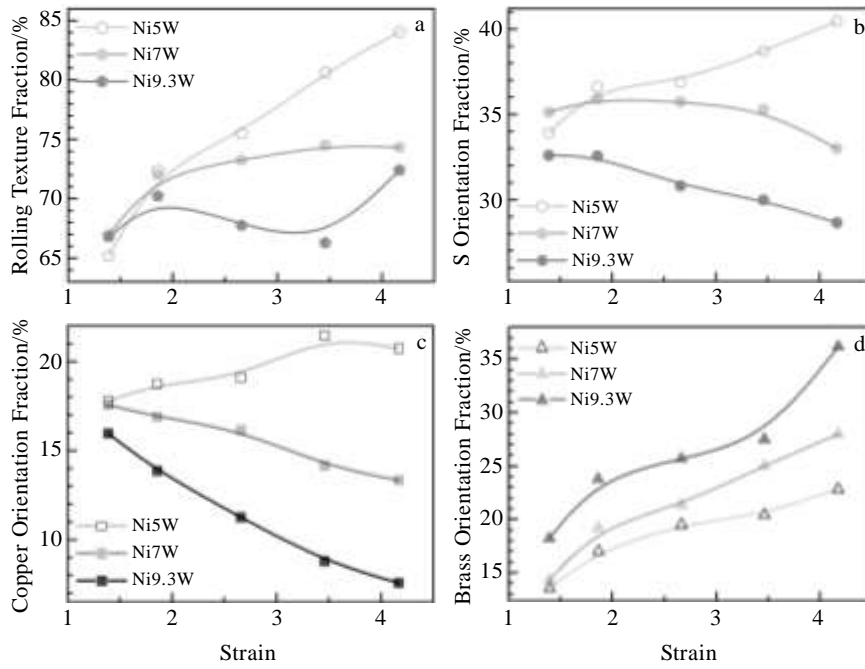 a
Rolling Texture Fraction/%
85
80
75
70
65
Ni5W
Ni7W
Ni9.3W
1
2
3
4
b
S Orientation Fraction/%
40
35
30
Ni5W
Ni7W
Ni9.3W
1
2
3
4
c
Copper Orientation Fraction/%
20
15
10
Ni5W
Ni7W
Ni9.3W
1
2
3
4
Strain
d
Brass Orientation Fraction/%
35
30
25
20
15
Ni5W
Ni7W
Ni9.3W
1
2
3
4
Strain